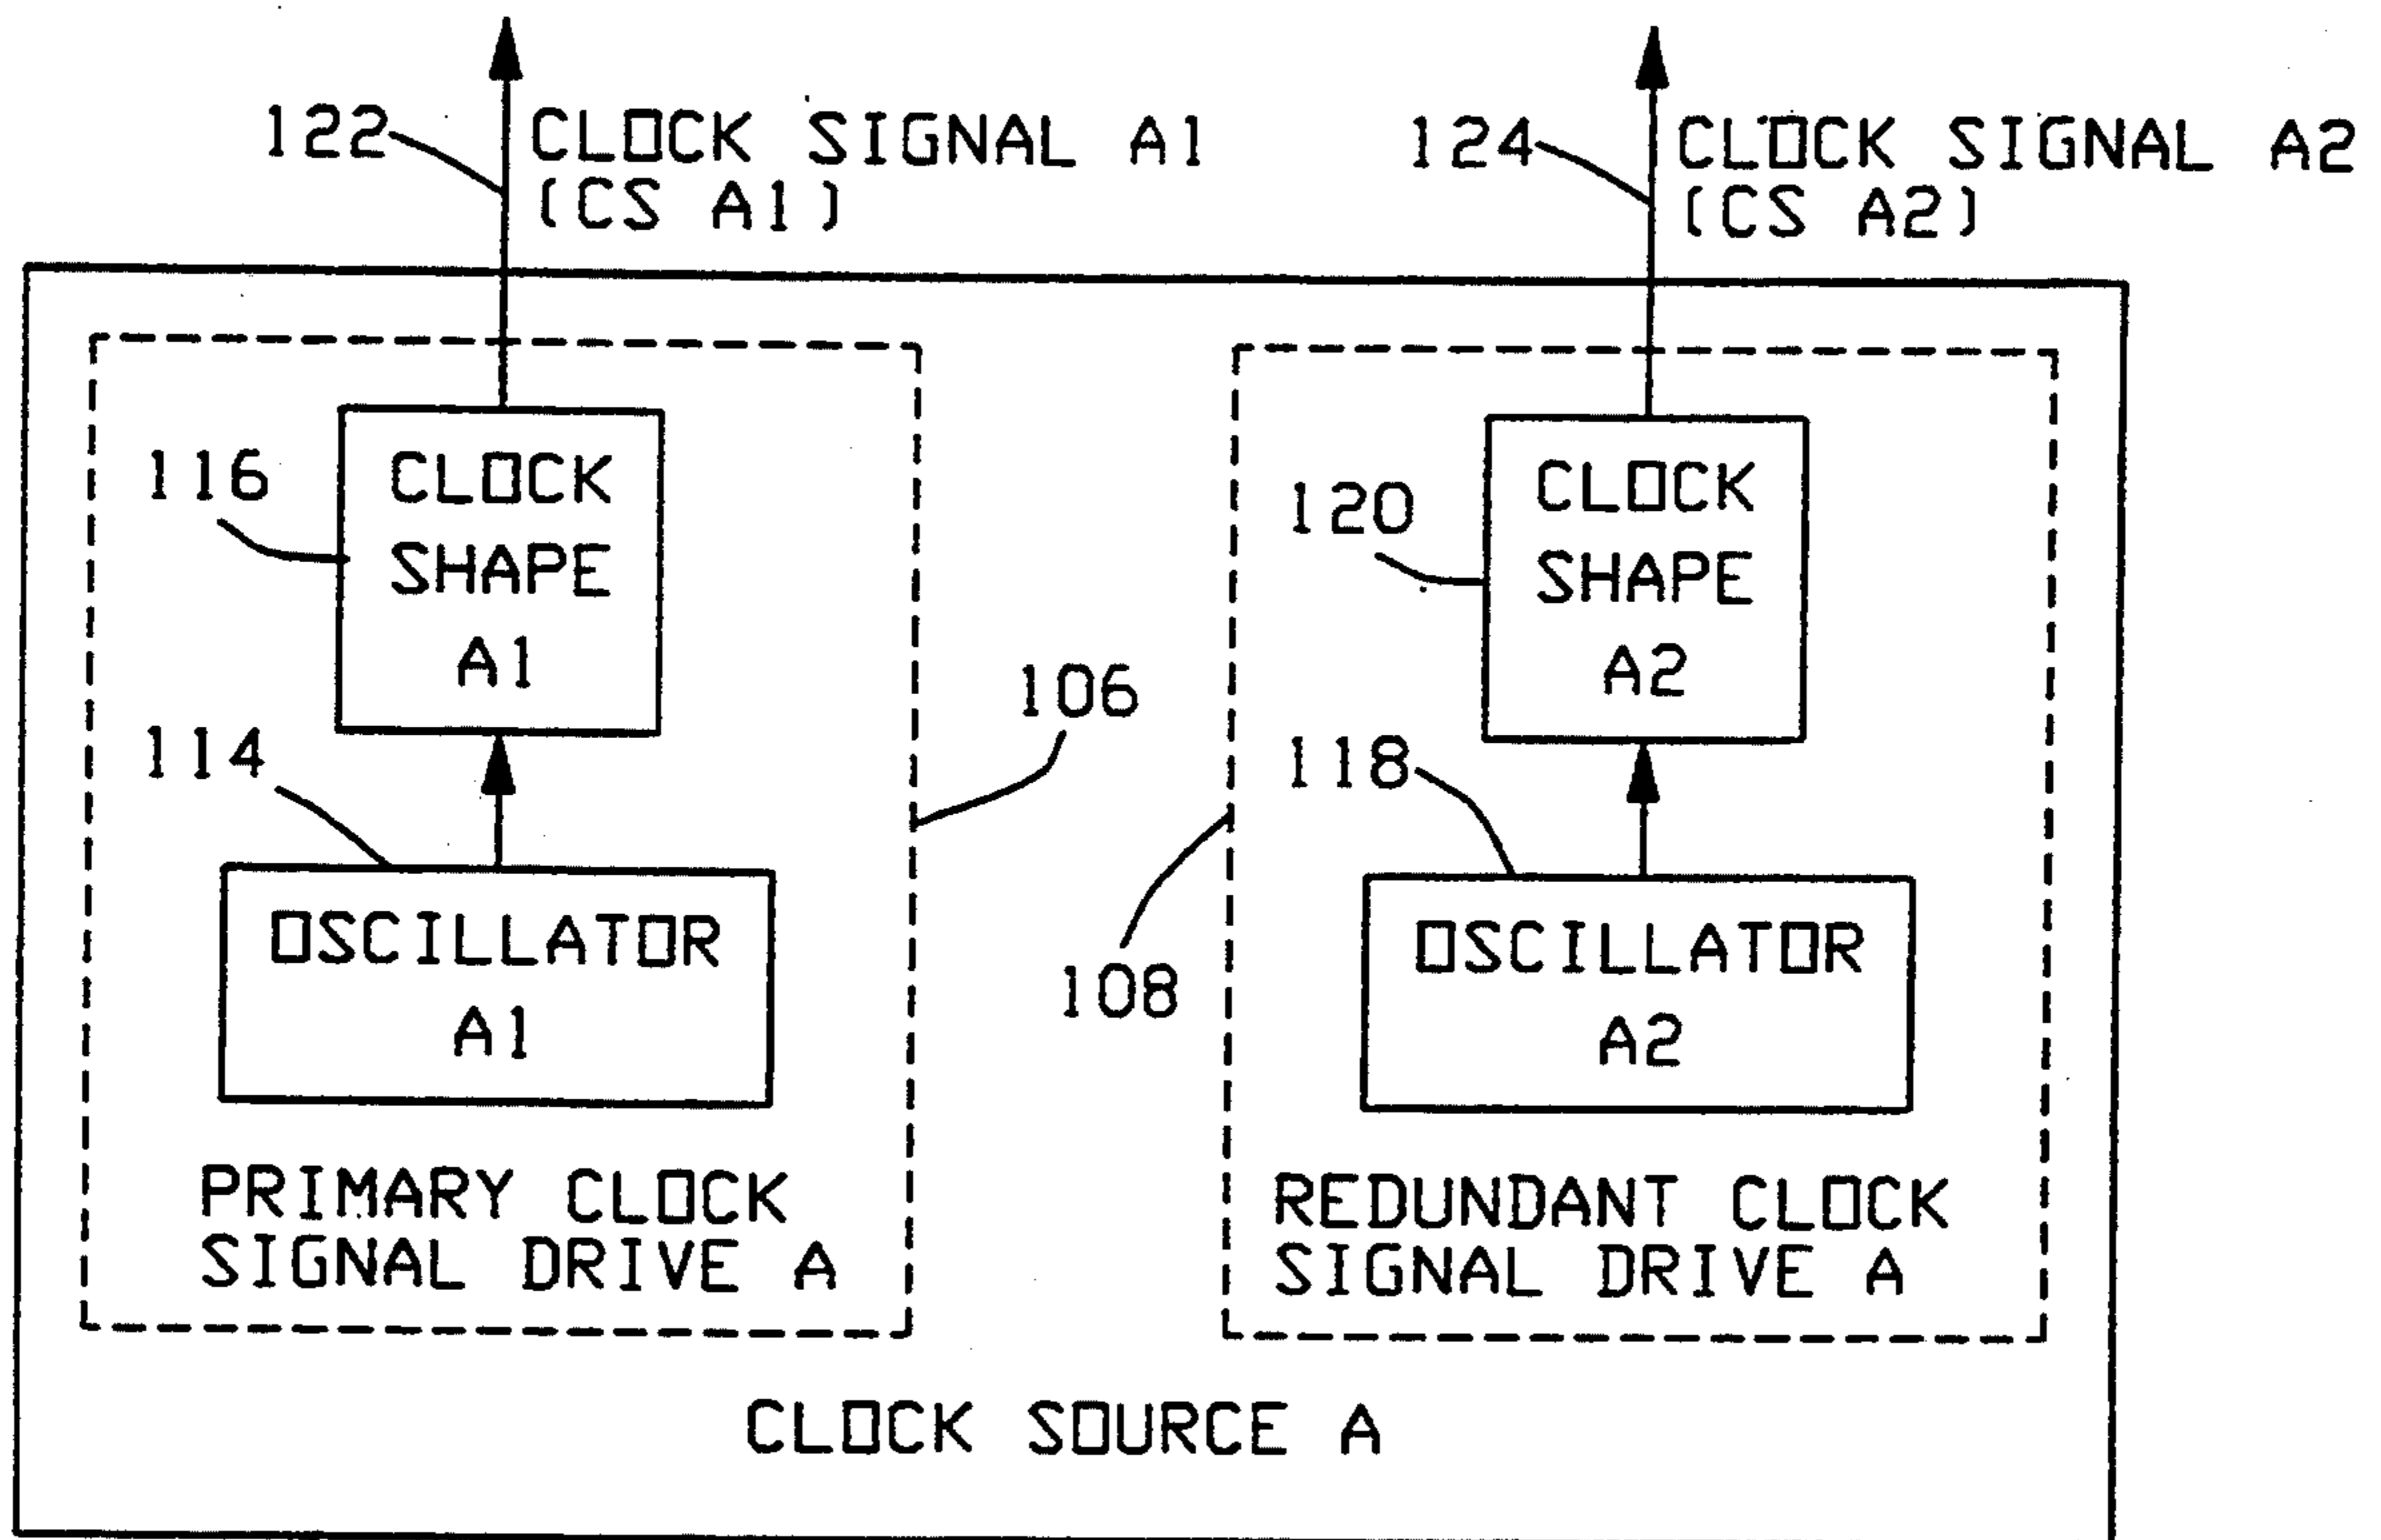 122
CLOCK SIGNAL A1
(CS A1)
124
CLOCK SIGNAL A2
(CS A2)
116
CLOCK
SHAPE
A1
114
OSCILLATOR
A1
PRIMARY CLOCK
SIGNAL DRIVE A
106
108
120
CLOCK
SHAPE
A2
118
OSCILLATOR
A2
REDUNDANT CLOCK
SIGNAL DRIVE A
CLOCK SOURCE A